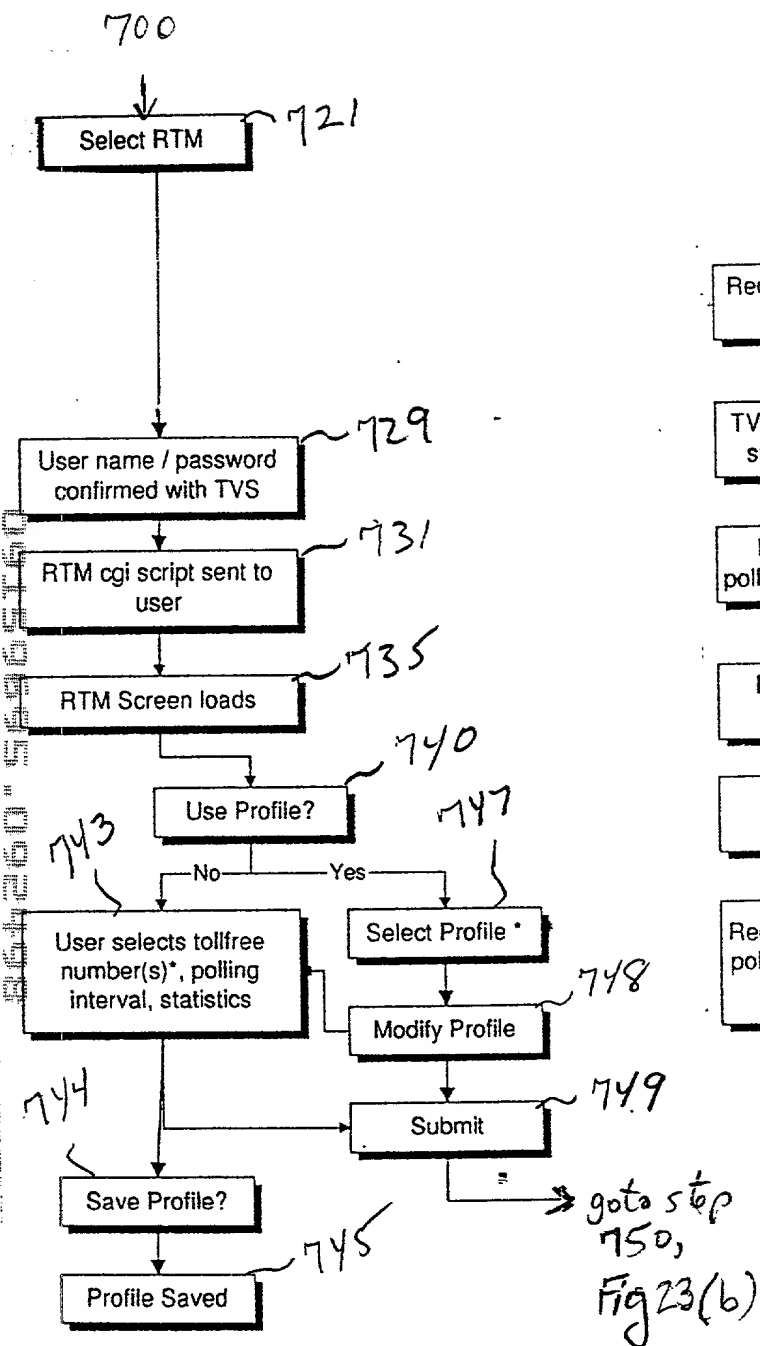 700
Select RTM
721
User name / password
confirmed with TVS
729
RTM cgi script sent to
user
731
RTM Screen loads
735
Use Profile?
740
No
Yes
743
User selects tollfree
number(s)*, polling
interval, statistics
747
Select Profile *
Modify Profile
748
Submit
749
744
Save Profile?
Profile Saved
745
goto step
750,
Fig 23(b)
TV